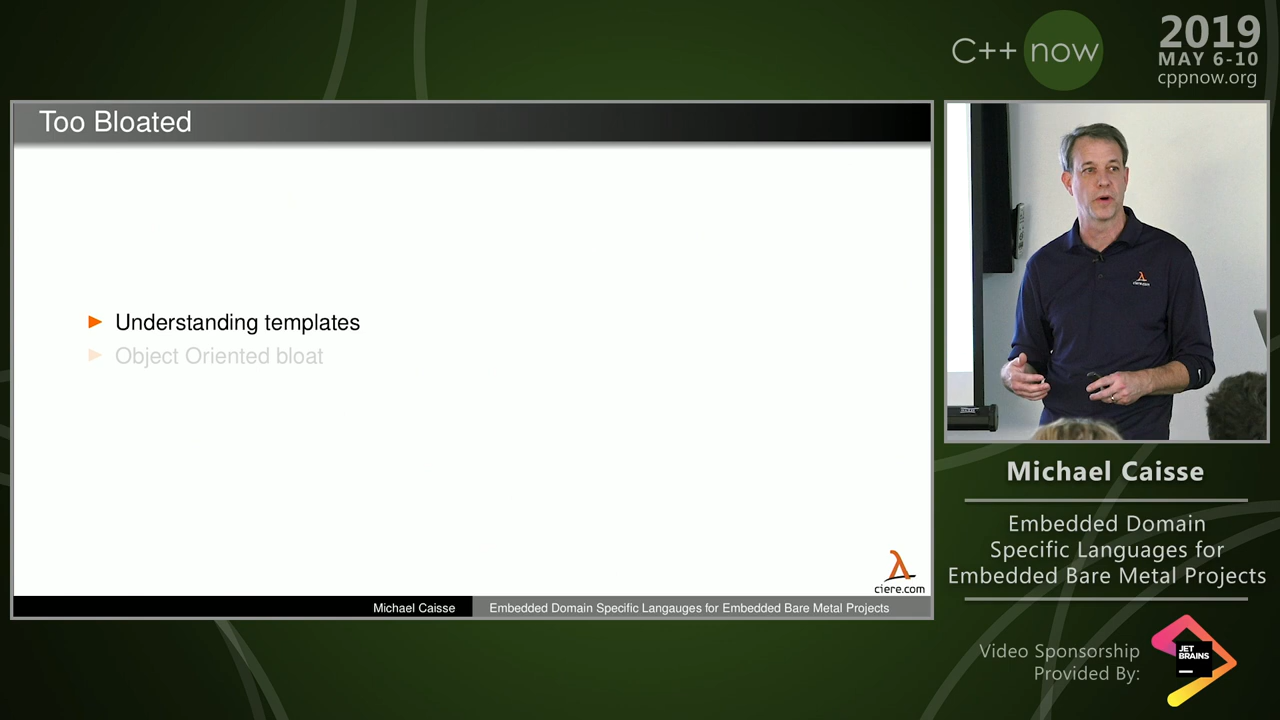 C++ now
2019
MAY 6-10
cppnow.org
Too Bloated
Understanding templates
Object Oriented bloat
ciere.com
Michael Caisse
Embedded Domain Specific Langauges for Embedded Bare Metal Projects
Michael Caisse
Embedded Domain
Specific Languages for
Embedded Bare Metal Projects
Video Sponsorship
Provided By:
JET
BRAINS